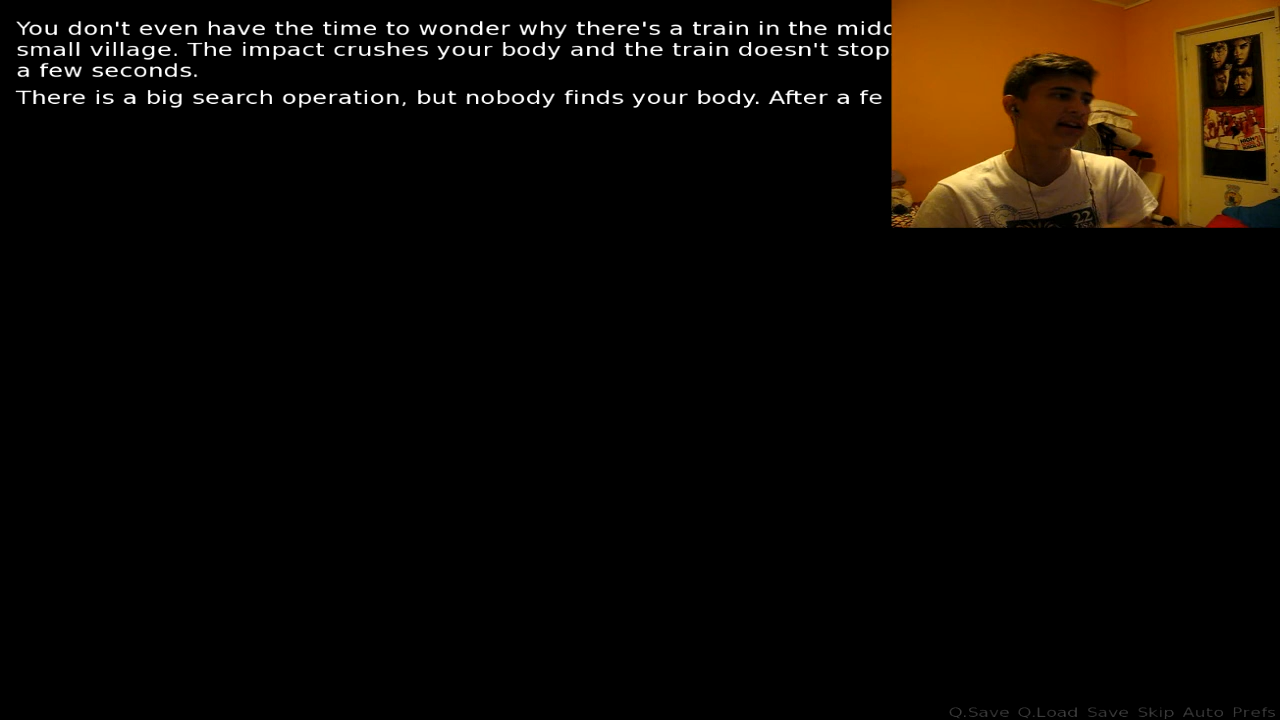 You don't even have the time to wonder why there's a train in the
small village. The impact crushes your body and the train doesn't stop
a few seconds.
There is a big search operation, but nobody finds your body. After a fe
22
Q.Save Q.Load Save Skip Auto Prefs